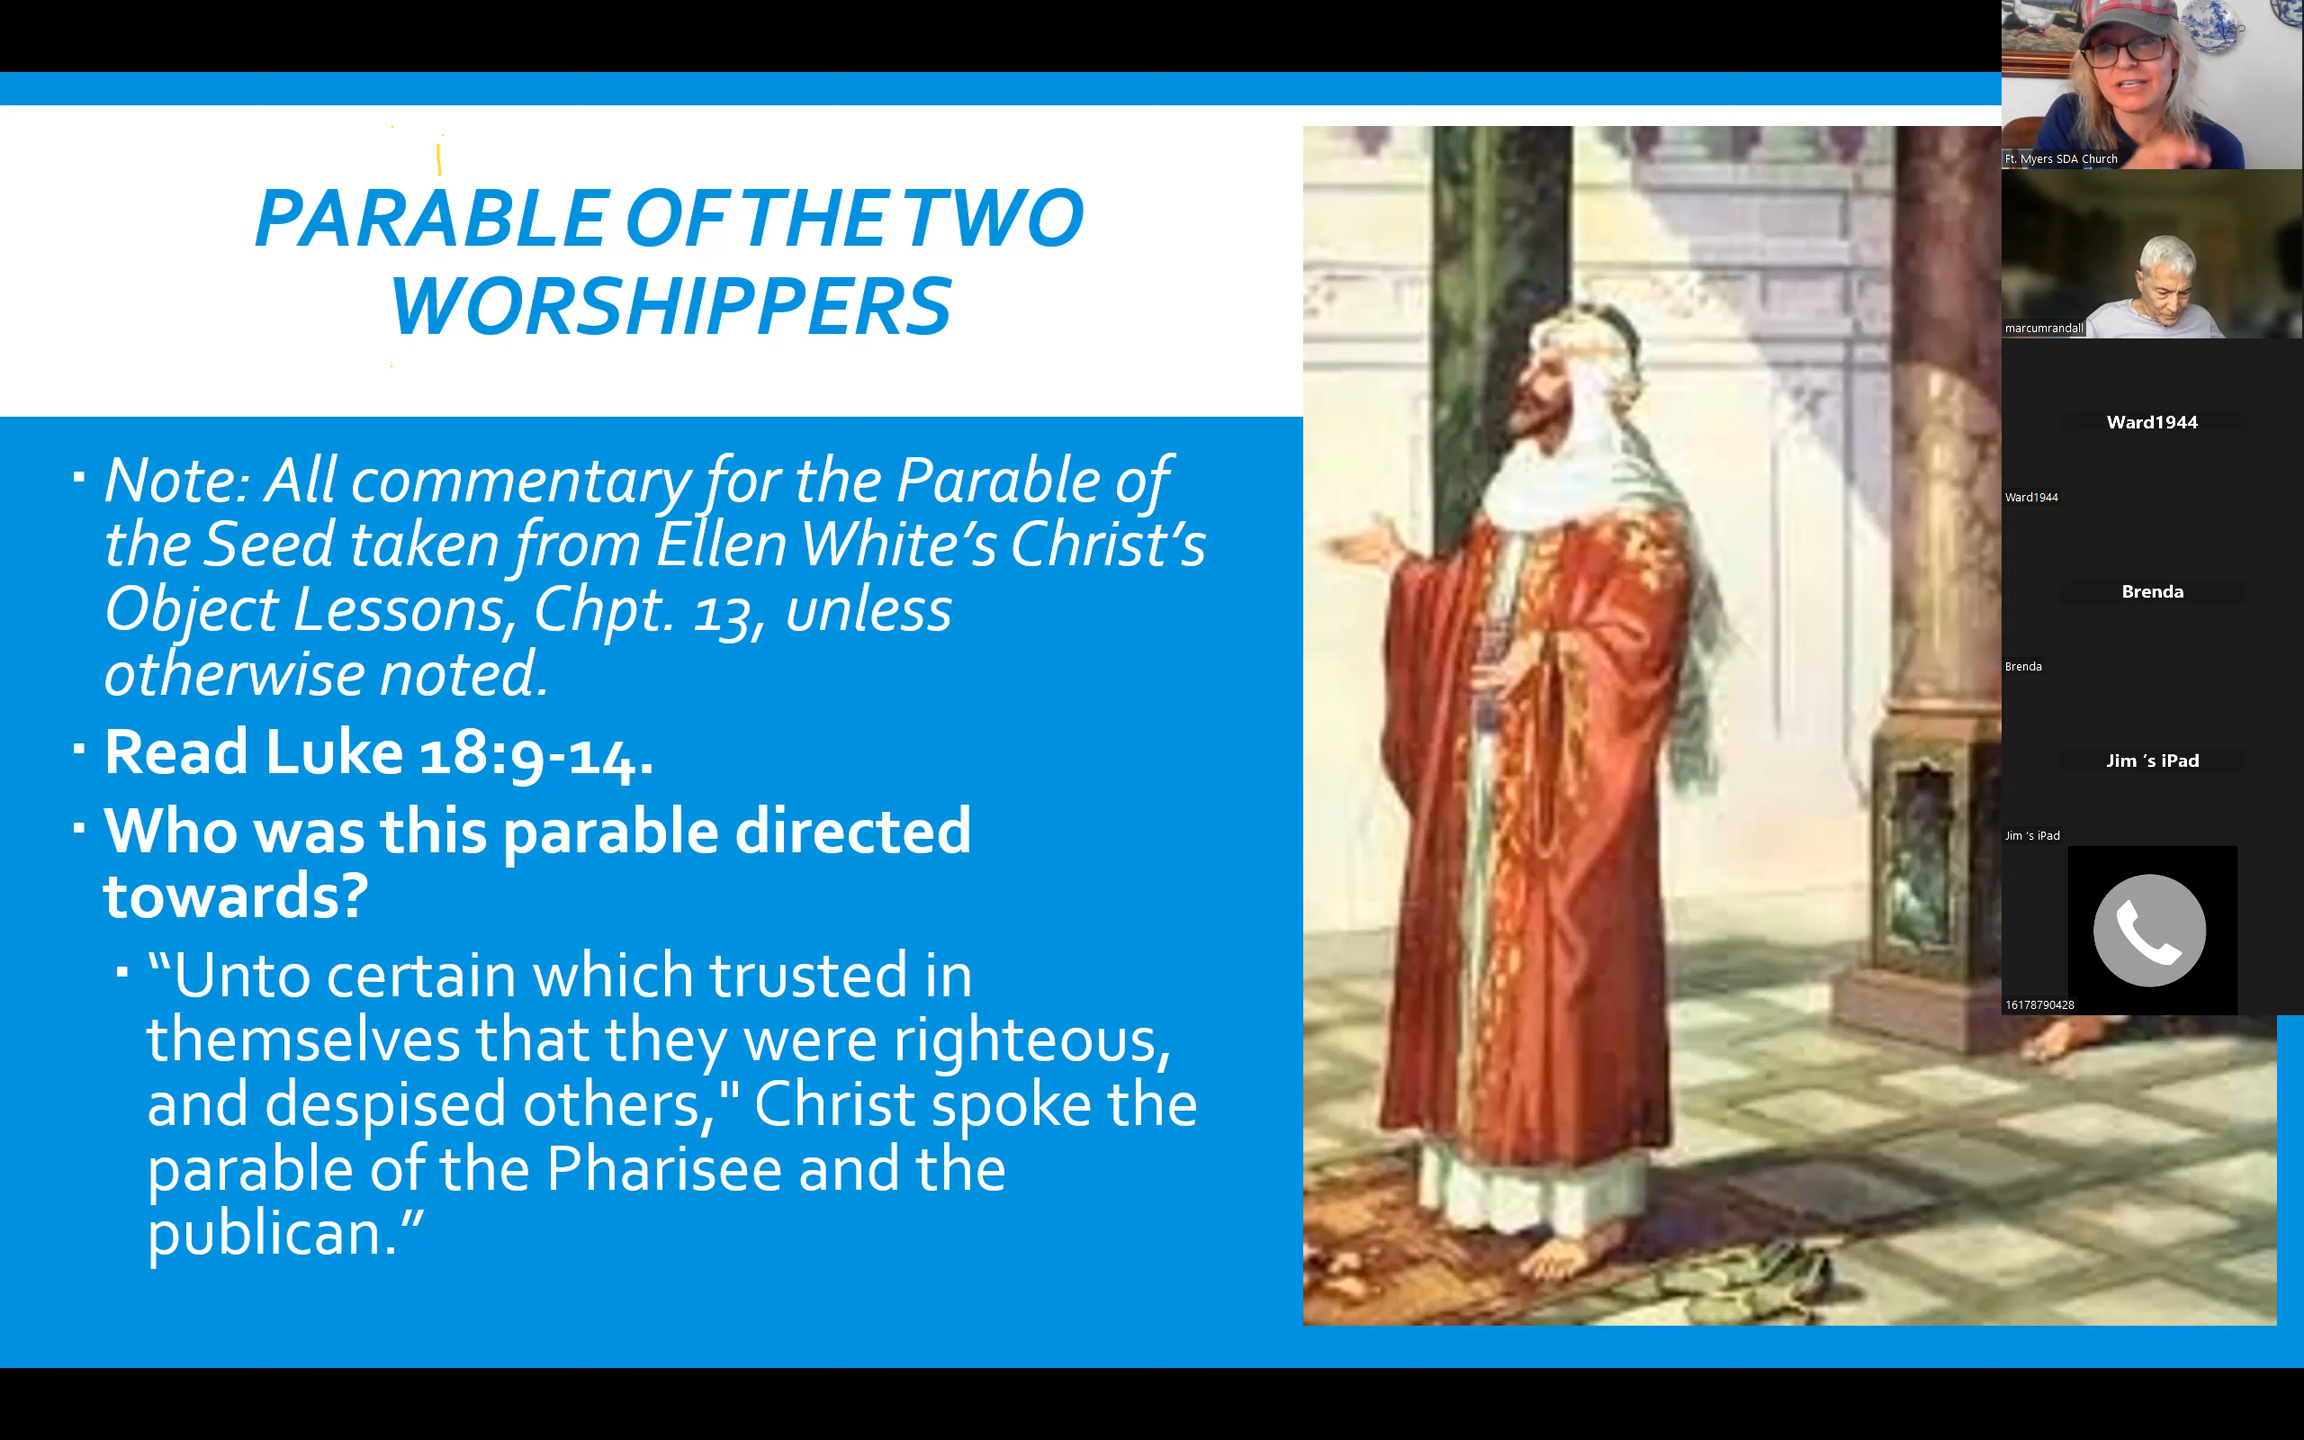 PARABLE OF THE TWO
WORSHIPPERS
▪ Note: All commentary for the Parable of
the Seed taken from Ellen White’s Christ’s
Object Lessons, Chpt. 13, unless
otherwise noted.
▪ Read Luke 18:9-14.
▪ Who was this parable directed
towards?
▪ “Unto certain which trusted in
themselves that they were righteous,
and despised others," Christ spoke the
parable of the Pharisee and the
publican.”
Ft. Myers SDA Church
marcumrandall
Ward1944
Ward1944
Brenda
Brenda
Jim ’s iPad
Jim ’s iPad
16178790428